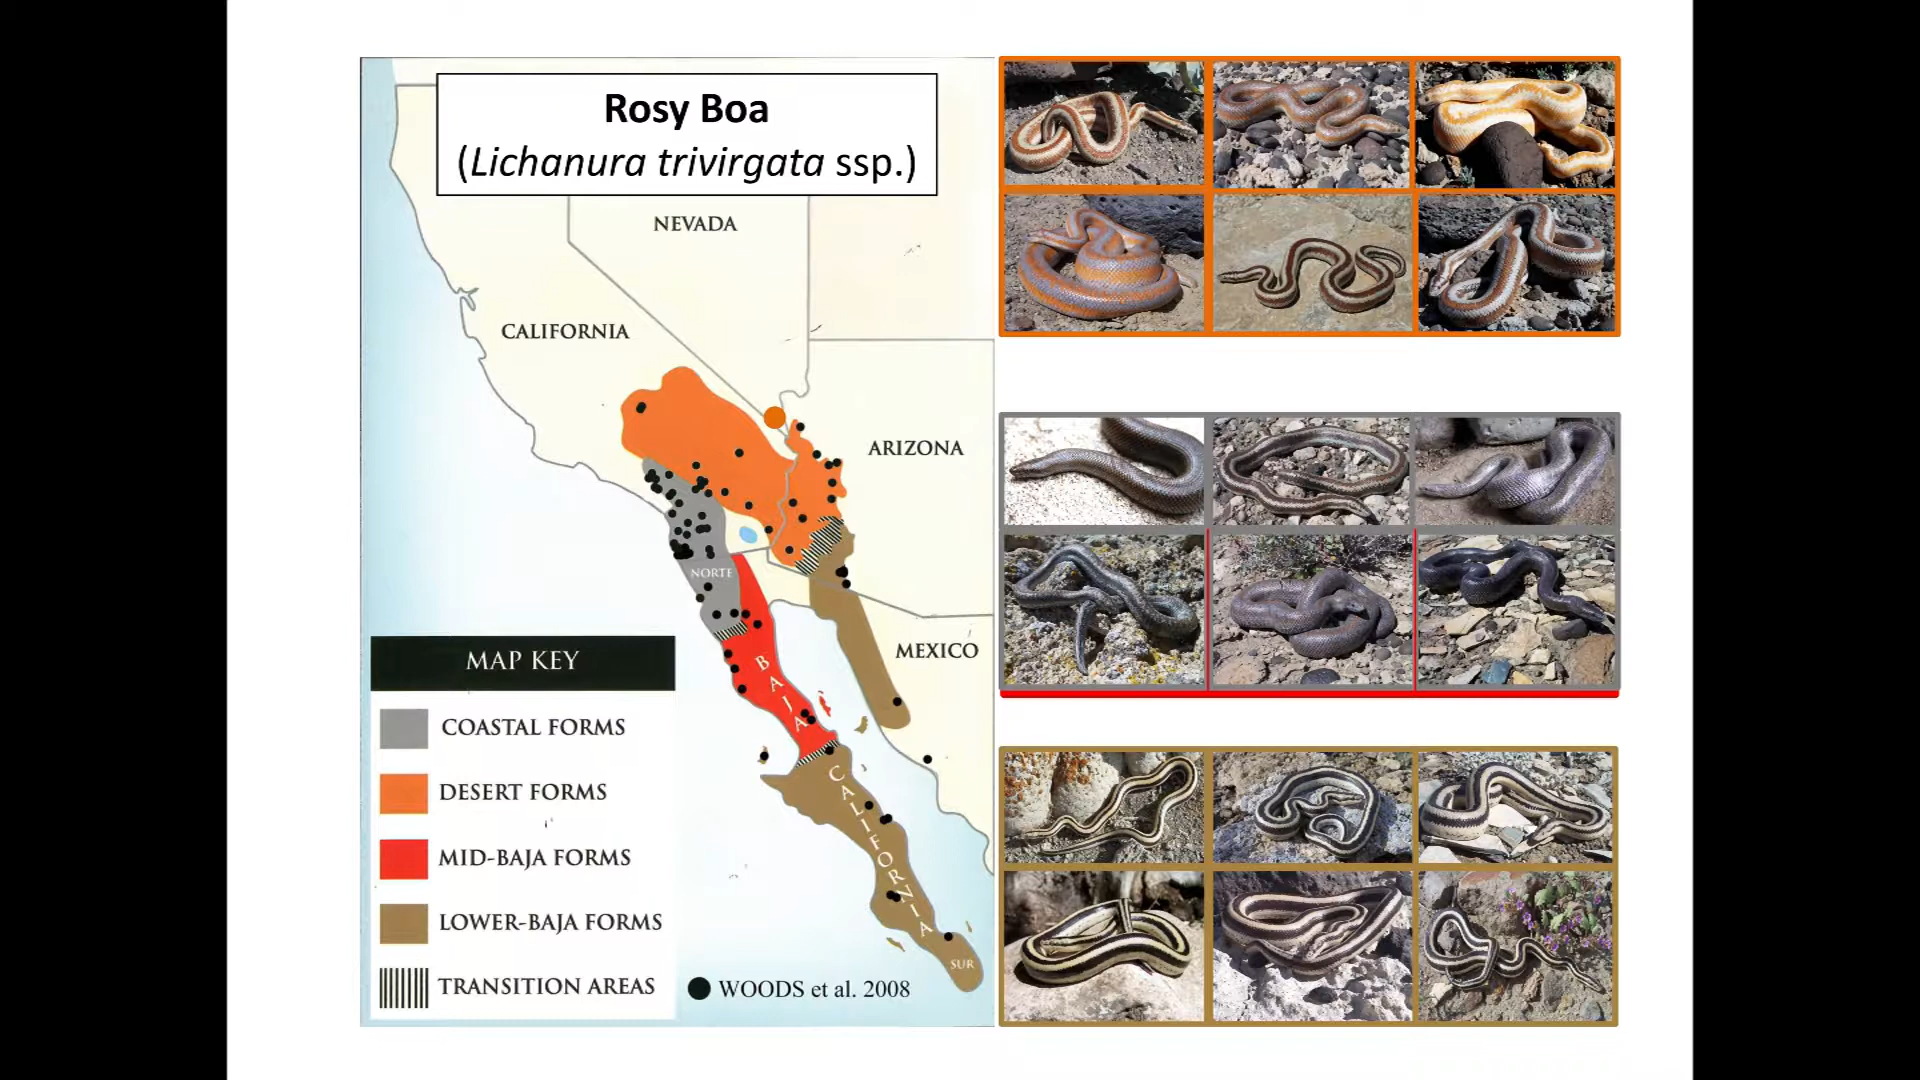 Rosy Boa
(Lichanura trivirgata ssp.)
NEVADA
CALIFORNIA
ARIZONA
NORTE
MEXICO
BAJA
CALIFORNIA
SUR
MAP KEY
COASTAL FORMS
DESERT FORMS
MID-BAJA FORMS
LOWER-BAJA FORMS
TRANSITION AREAS
WOODS et al. 2008